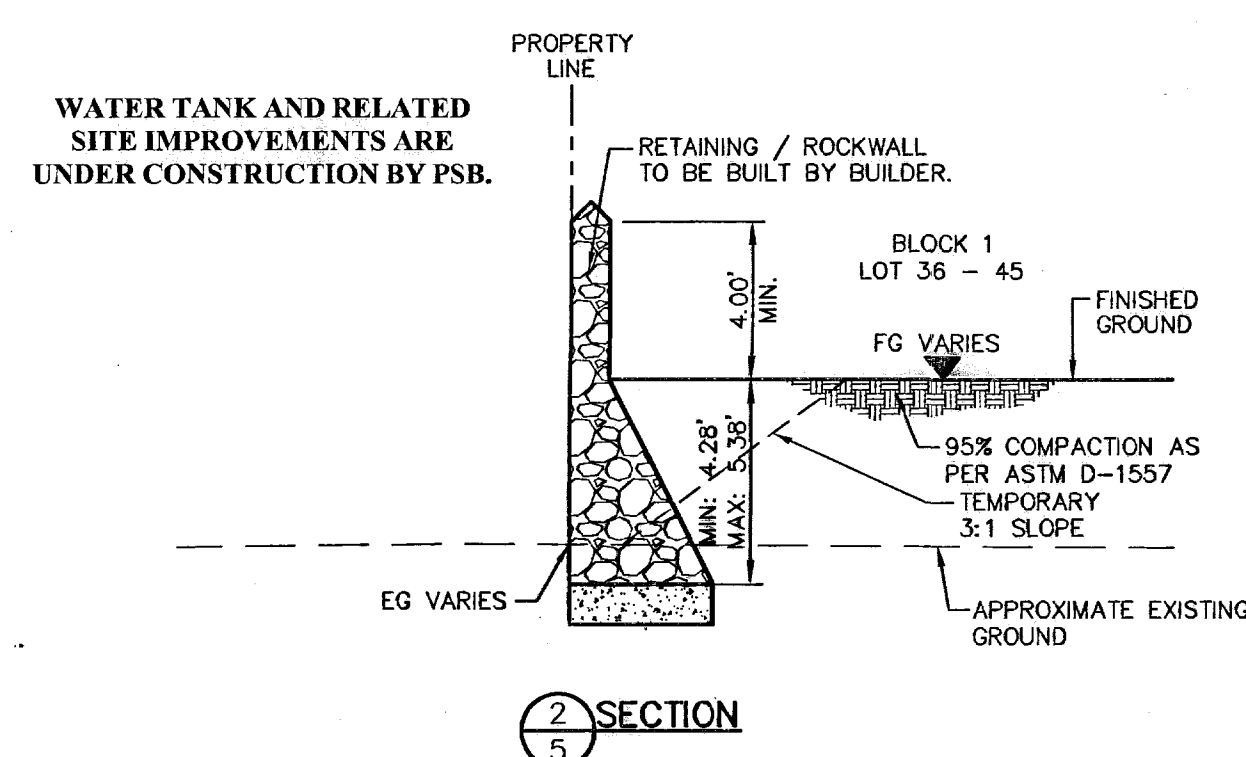 PROPERTY
LINE
WATER TANK AND RELATED
SITE IMPROVEMENTS ARE
UNDER CONSTRUCTION BY PSB.
RETAINING / ROCKWALL
TO BE BUILT BY BUILDER.
BLOCK 1
LOT 36 - 45
4.00'
MIN.
FINISHED
GROUND
FG VARIES
MIN: 4.28'
MAX: 5.38'
95% COMPACTION AS
PER ASTM D-1557
TEMPORARY
3:1 SLOPE
EG VARIES
APPROXIMATE EXISTING
GROUND
2
5
SECTION